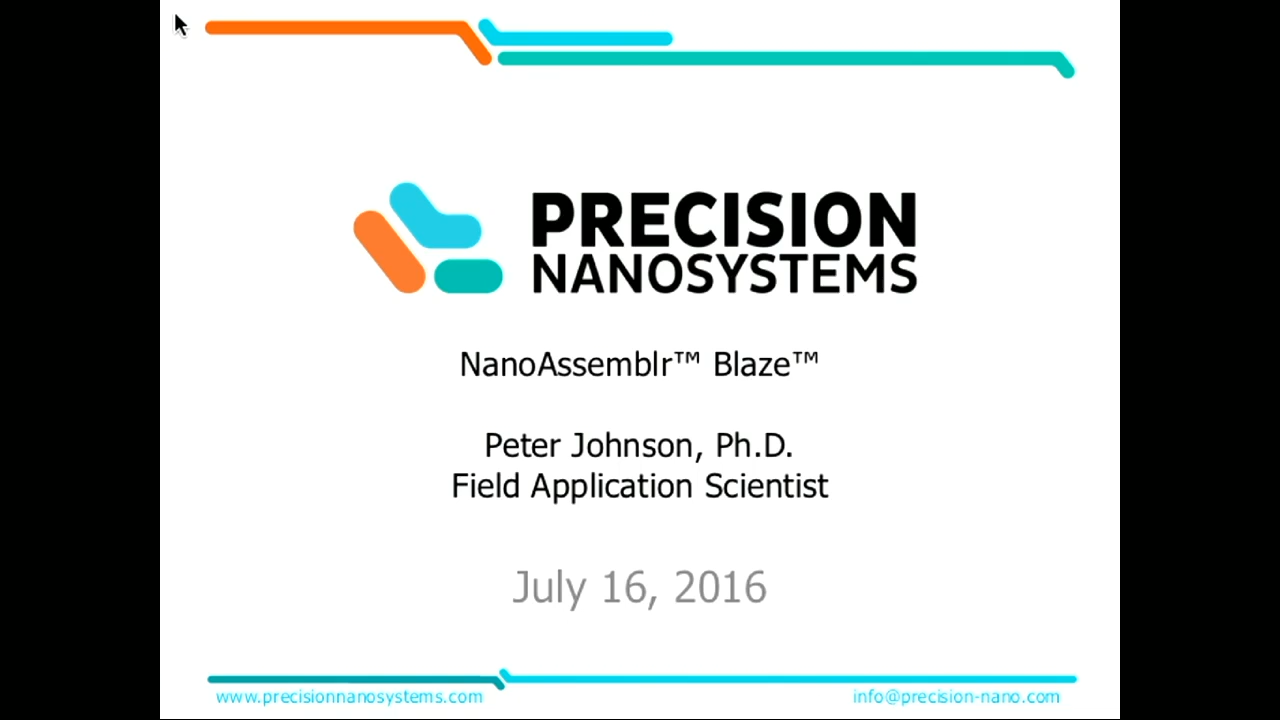 PRECISION
NANOSYSTEMS
NanoAssemblr™ Blaze™
Peter Johnson, Ph.D.
Field Application Scientist
July 16, 2016
www.precisionnanosystems.com
info@precision-nano.com